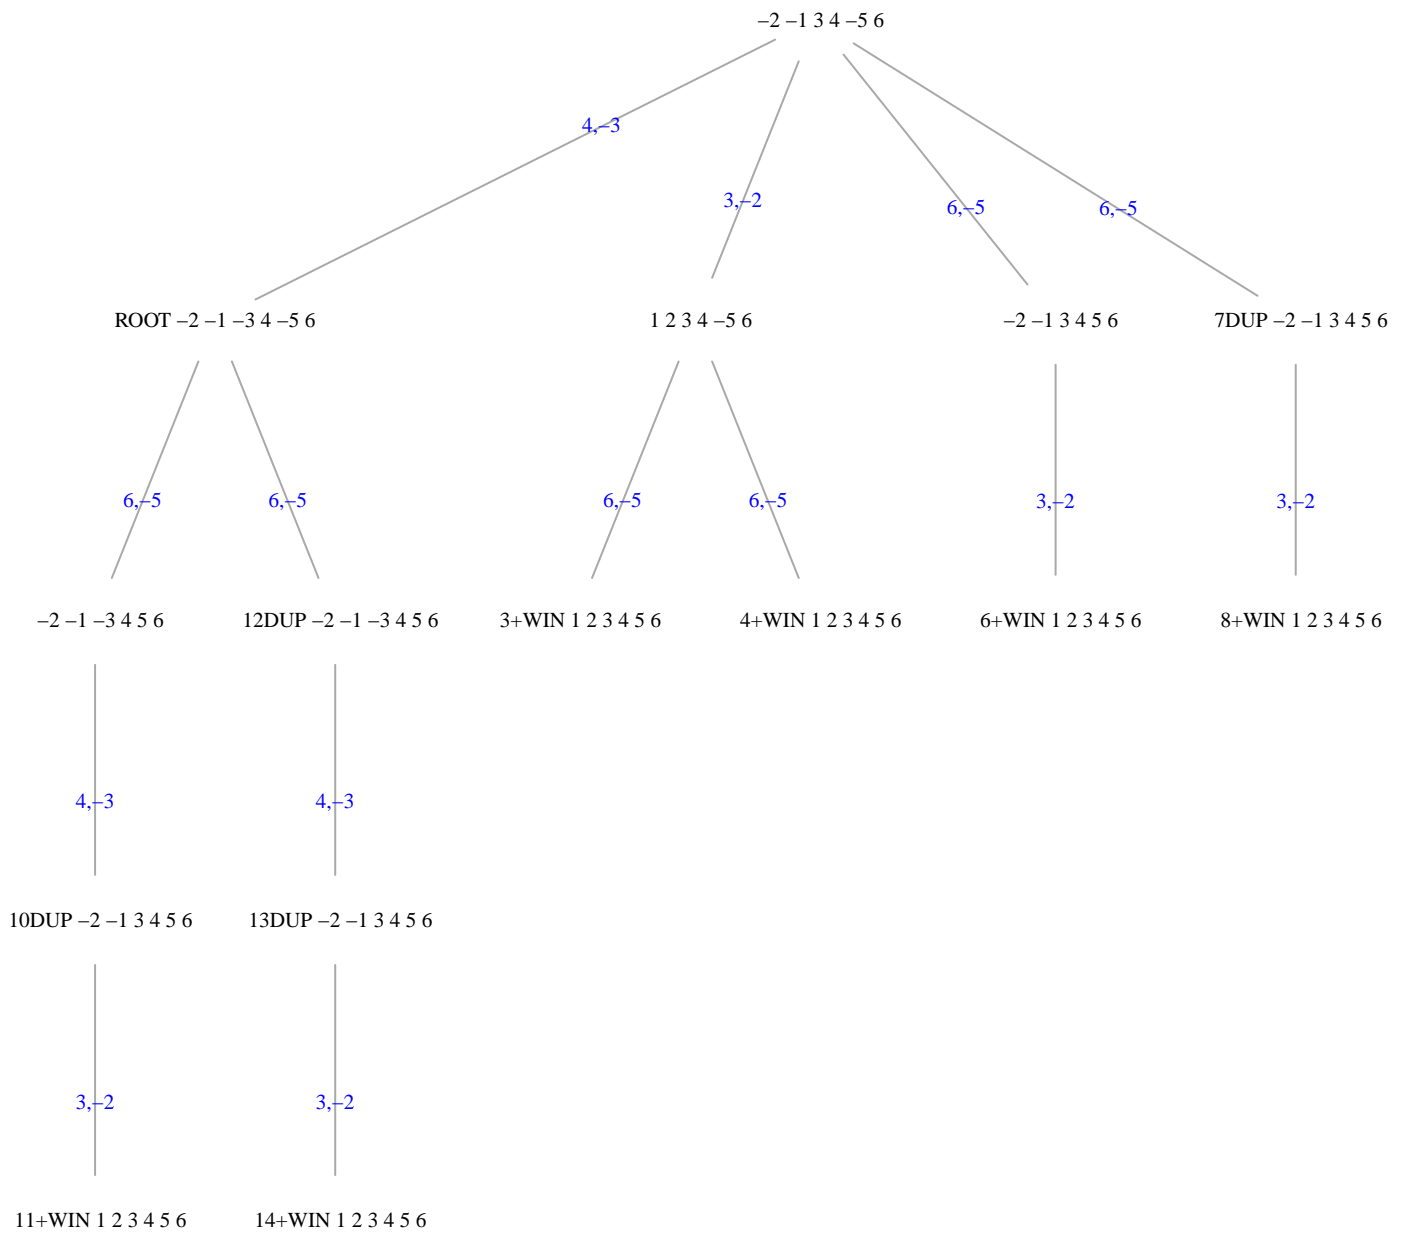 –2 –1 3 4 –5 6
4,–3
3,–2
6,–5
6,–5
ROOT –2 –1 –3 4 –5 6
1 2 3 4 –5 6
–2 –1 3 4 5 6
7DUP –2 –1 3 4 5 6
6,–5
6,–5
6,–5
6,–5
3,–2
3,–2
–2 –1 –3 4 5 6
12DUP –2 –1 –3 4 5 6
3+WIN 1 2 3 4 5 6
4+WIN 1 2 3 4 5 6
6+WIN 1 2 3 4 5 6
8+WIN 1 2 3 4 5 6
4,–3
4,–3
10DUP –2 –1 3 4 5 6
13DUP –2 –1 3 4 5 6
3,–2
3,–2
11+WIN 1 2 3 4 5 6
14+WIN 1 2 3 4 5 6